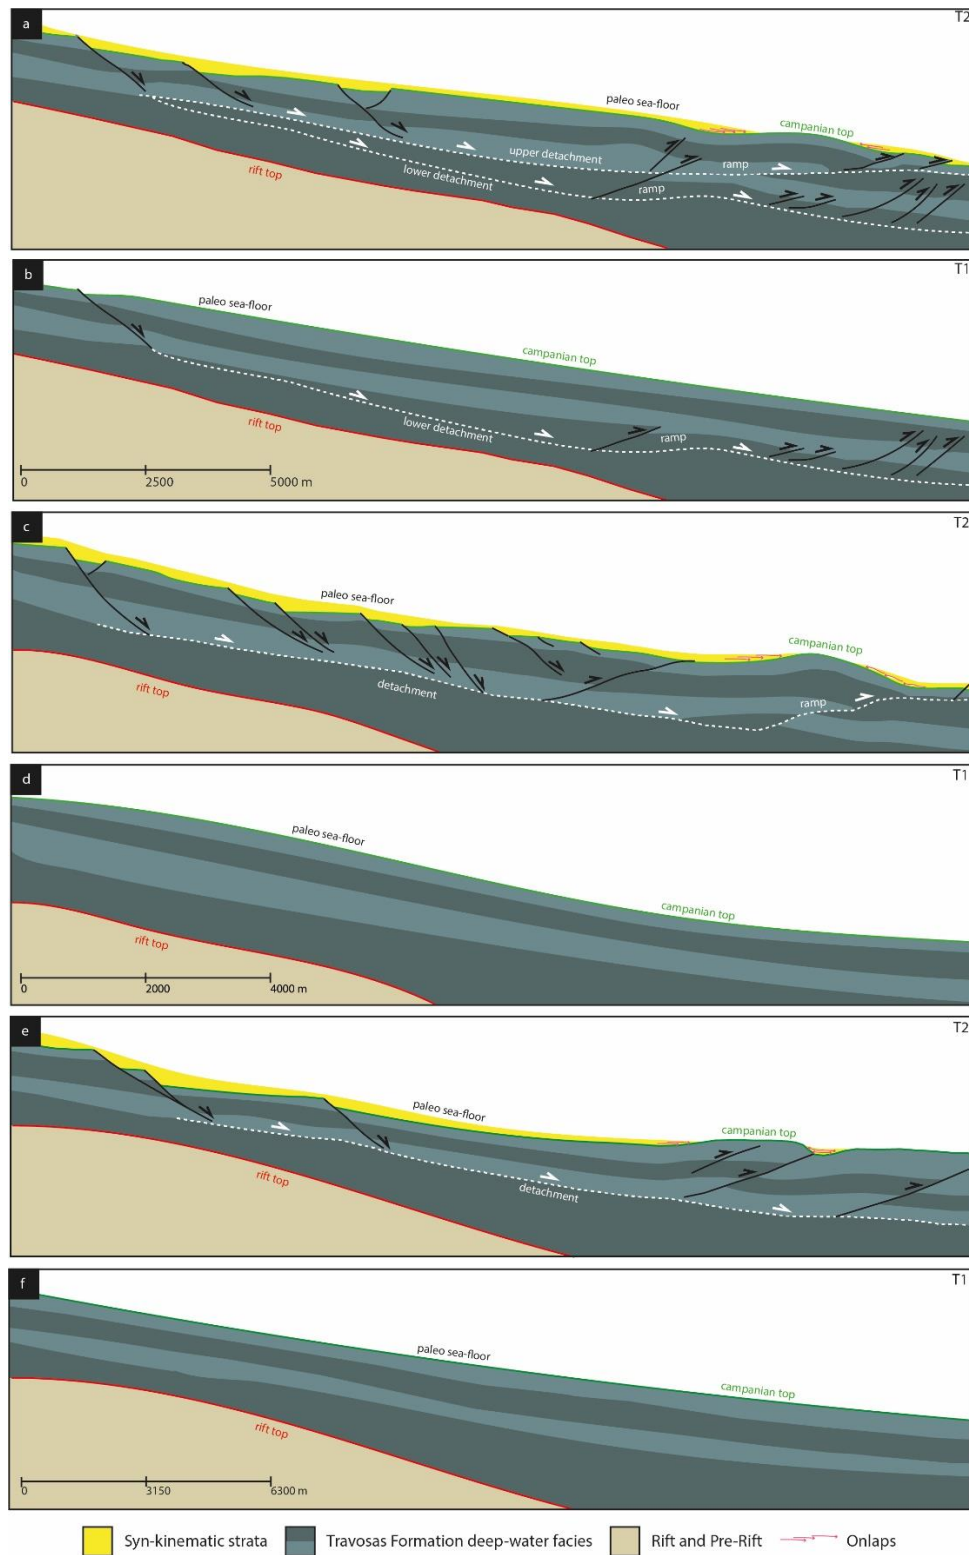 a
T2
paleo sea-floor
campanian top
upper detachment
ramp
lower detachment
ramp
rift top
b
T1
paleo sea-floor
campanian top
lower detachment
ramp
rift top
0 2500 5000 m
c
T2
paleo sea-floor
campanian top
detachment
ramp
rift top
d
T1
paleo sea-floor
campanian top
rift top
0 2000 4000 m
e
T2
paleo sea-floor
campanian top
rift top
detachment
f
T1
paleo sea-floor
campanian top
rift top
0 3150 6300m
Syn-kinematic strata Travosas Formation deep-water facies Rift and Pre-Rift Onlaps